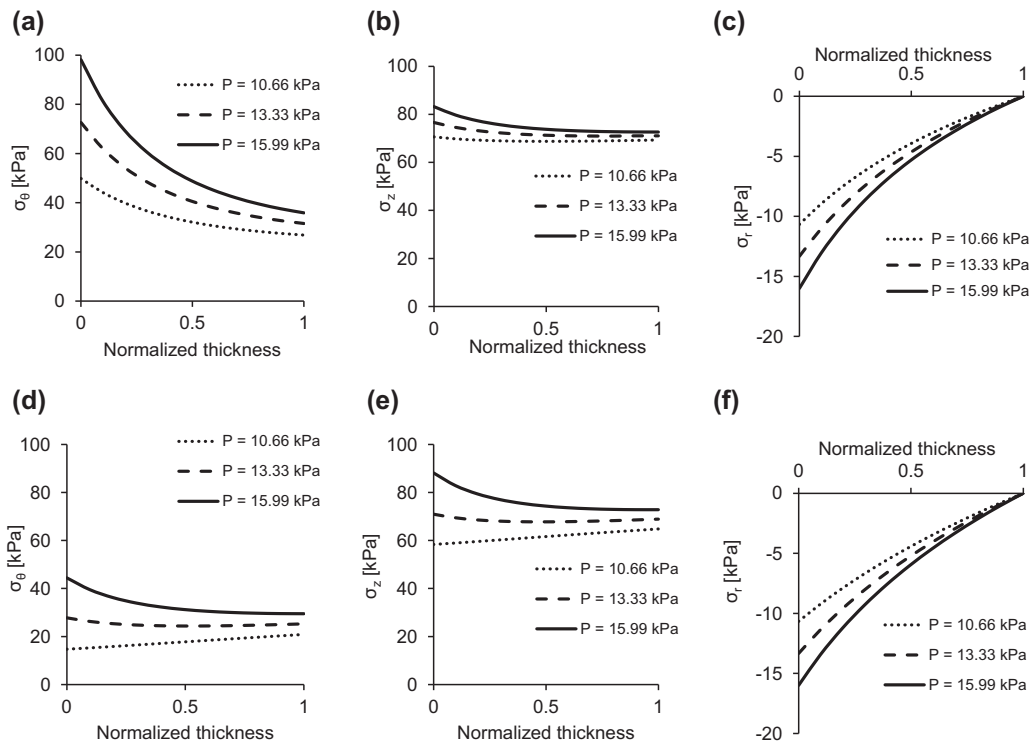 (a)
100
80
60
40
20
0
σθ [kPa]
P = 10.66 kPa
P = 13.33 kPa
P = 15.99 kPa
0 0.5 1
Normalized thickness
(b)
100
80
60
40
20
0
σz [kPa]
P = 10.66 kPa
P = 13.33 kPa
P = 15.99 kPa
0 0.5 1
Normalized thickness
(c)
Normalized thickness
0 0.5 1
0
-5
-10
-15
-20
σr [kPa]
P = 10.66 kPa
P = 13.33 kPa
P = 15.99 kPa
(d)
100
80
60
40
20
0
σθ [kPa]
P = 10.66 kPa
P = 13.33 kPa
P = 15.99 kPa
0 0.5 1
Normalized thickness
(e)
100
80
60
40
20
0
σz [kPa]
P = 10.66 kPa
P = 13.33 kPa
P = 15.99 kPa
0 0.5 1
Normalized thickness
(f)
Normalized thickness
0 0.5 1
0
-5
-10
-15
-20
σr [kPa]
P = 10.66 kPa
P = 13.33 kPa
P = 15.99 kPa